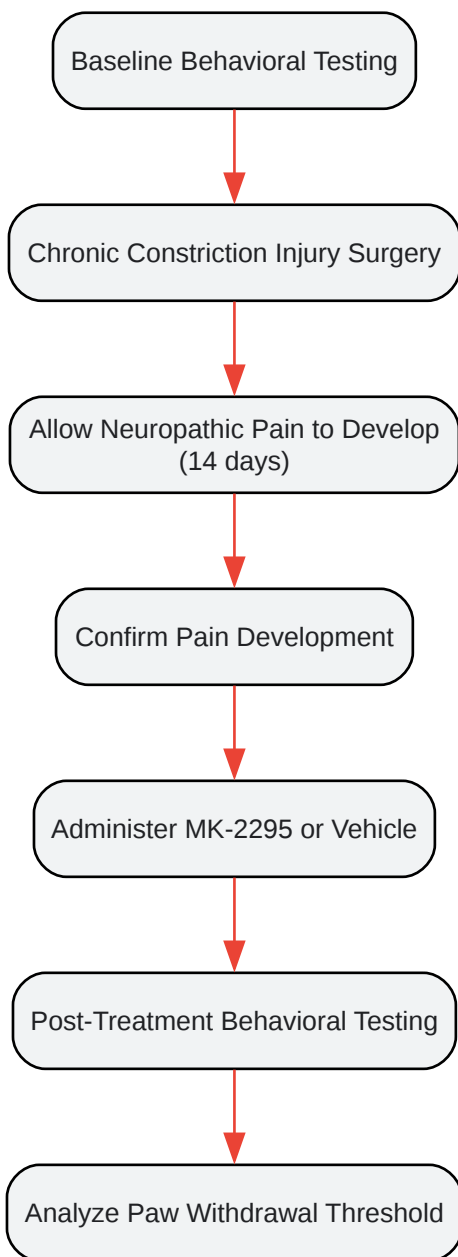 Baseline Behavioral Testing
Chronic Constriction Injury Surgery
Allow Neuropathic Pain to Develop
(14 days)
Confirm Pain Development
Administer MK-2295 or Vehicle
Post-Treatment Behavioral Testing
Analyze Paw Withdrawal Threshold